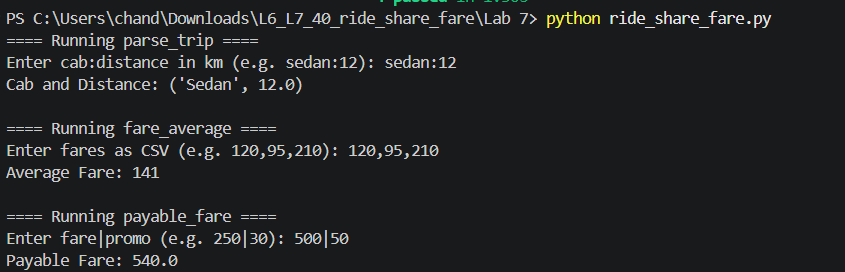 PS C:\Users\chand\Downloads\L6_L7_40_ride_share_fare\Lab 7> python ride_share_fare.py
==== Running parse_trip ====
Enter cab:distance in km (e.g. sedan:12): sedan:12
Cab and Distance: ('Sedan', 12.0)
==== Running fare_average ====
Enter fares as CSV (e.g. 120,95,210): 120,95,210
Average Fare: 141
==== Running payable_fare ====
Enter fare|promo (e.g. 250|30): 500|50
Payable Fare: 540.0